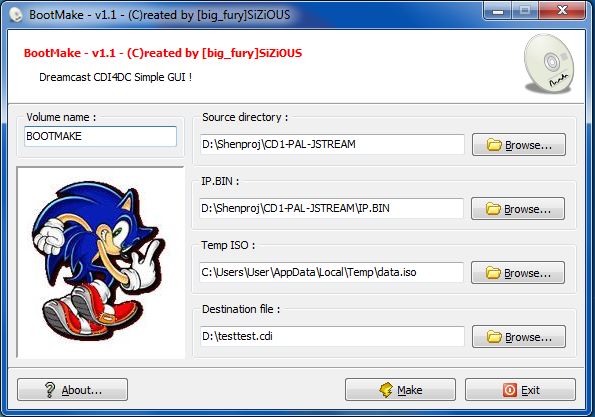 BootMake - v1.1 - (C)reated by [big_fury]SiZiOUS
BootMake - v1.1 - (C)reated by [big_fury]SiZiOUS
Dreamcast CDI4DC Simple GUI !
Volume name :
BOOTMAKE
Source directory :
D:\Shenproj\CD1-PAL-JSTREAM
Browse...
IP.BIN :
D:\Shenproj\CD1-PAL-JSTREAM\IP.BIN
Browse...
Temp ISO :
C:\Users\User\AppData\Local\Temp\data.iso
Browse...
Destination file :
D:\testtest.cdi
Browse...
About...
Make
Exit